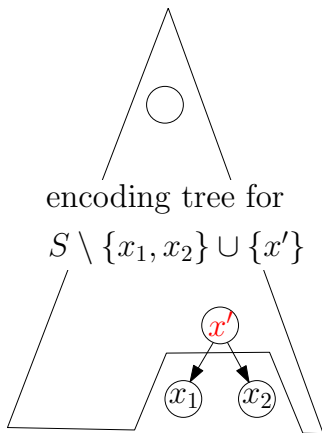 encoding tree for
S \ {x₁, x₂} ∪ {x′}
x′
x₁ x₂